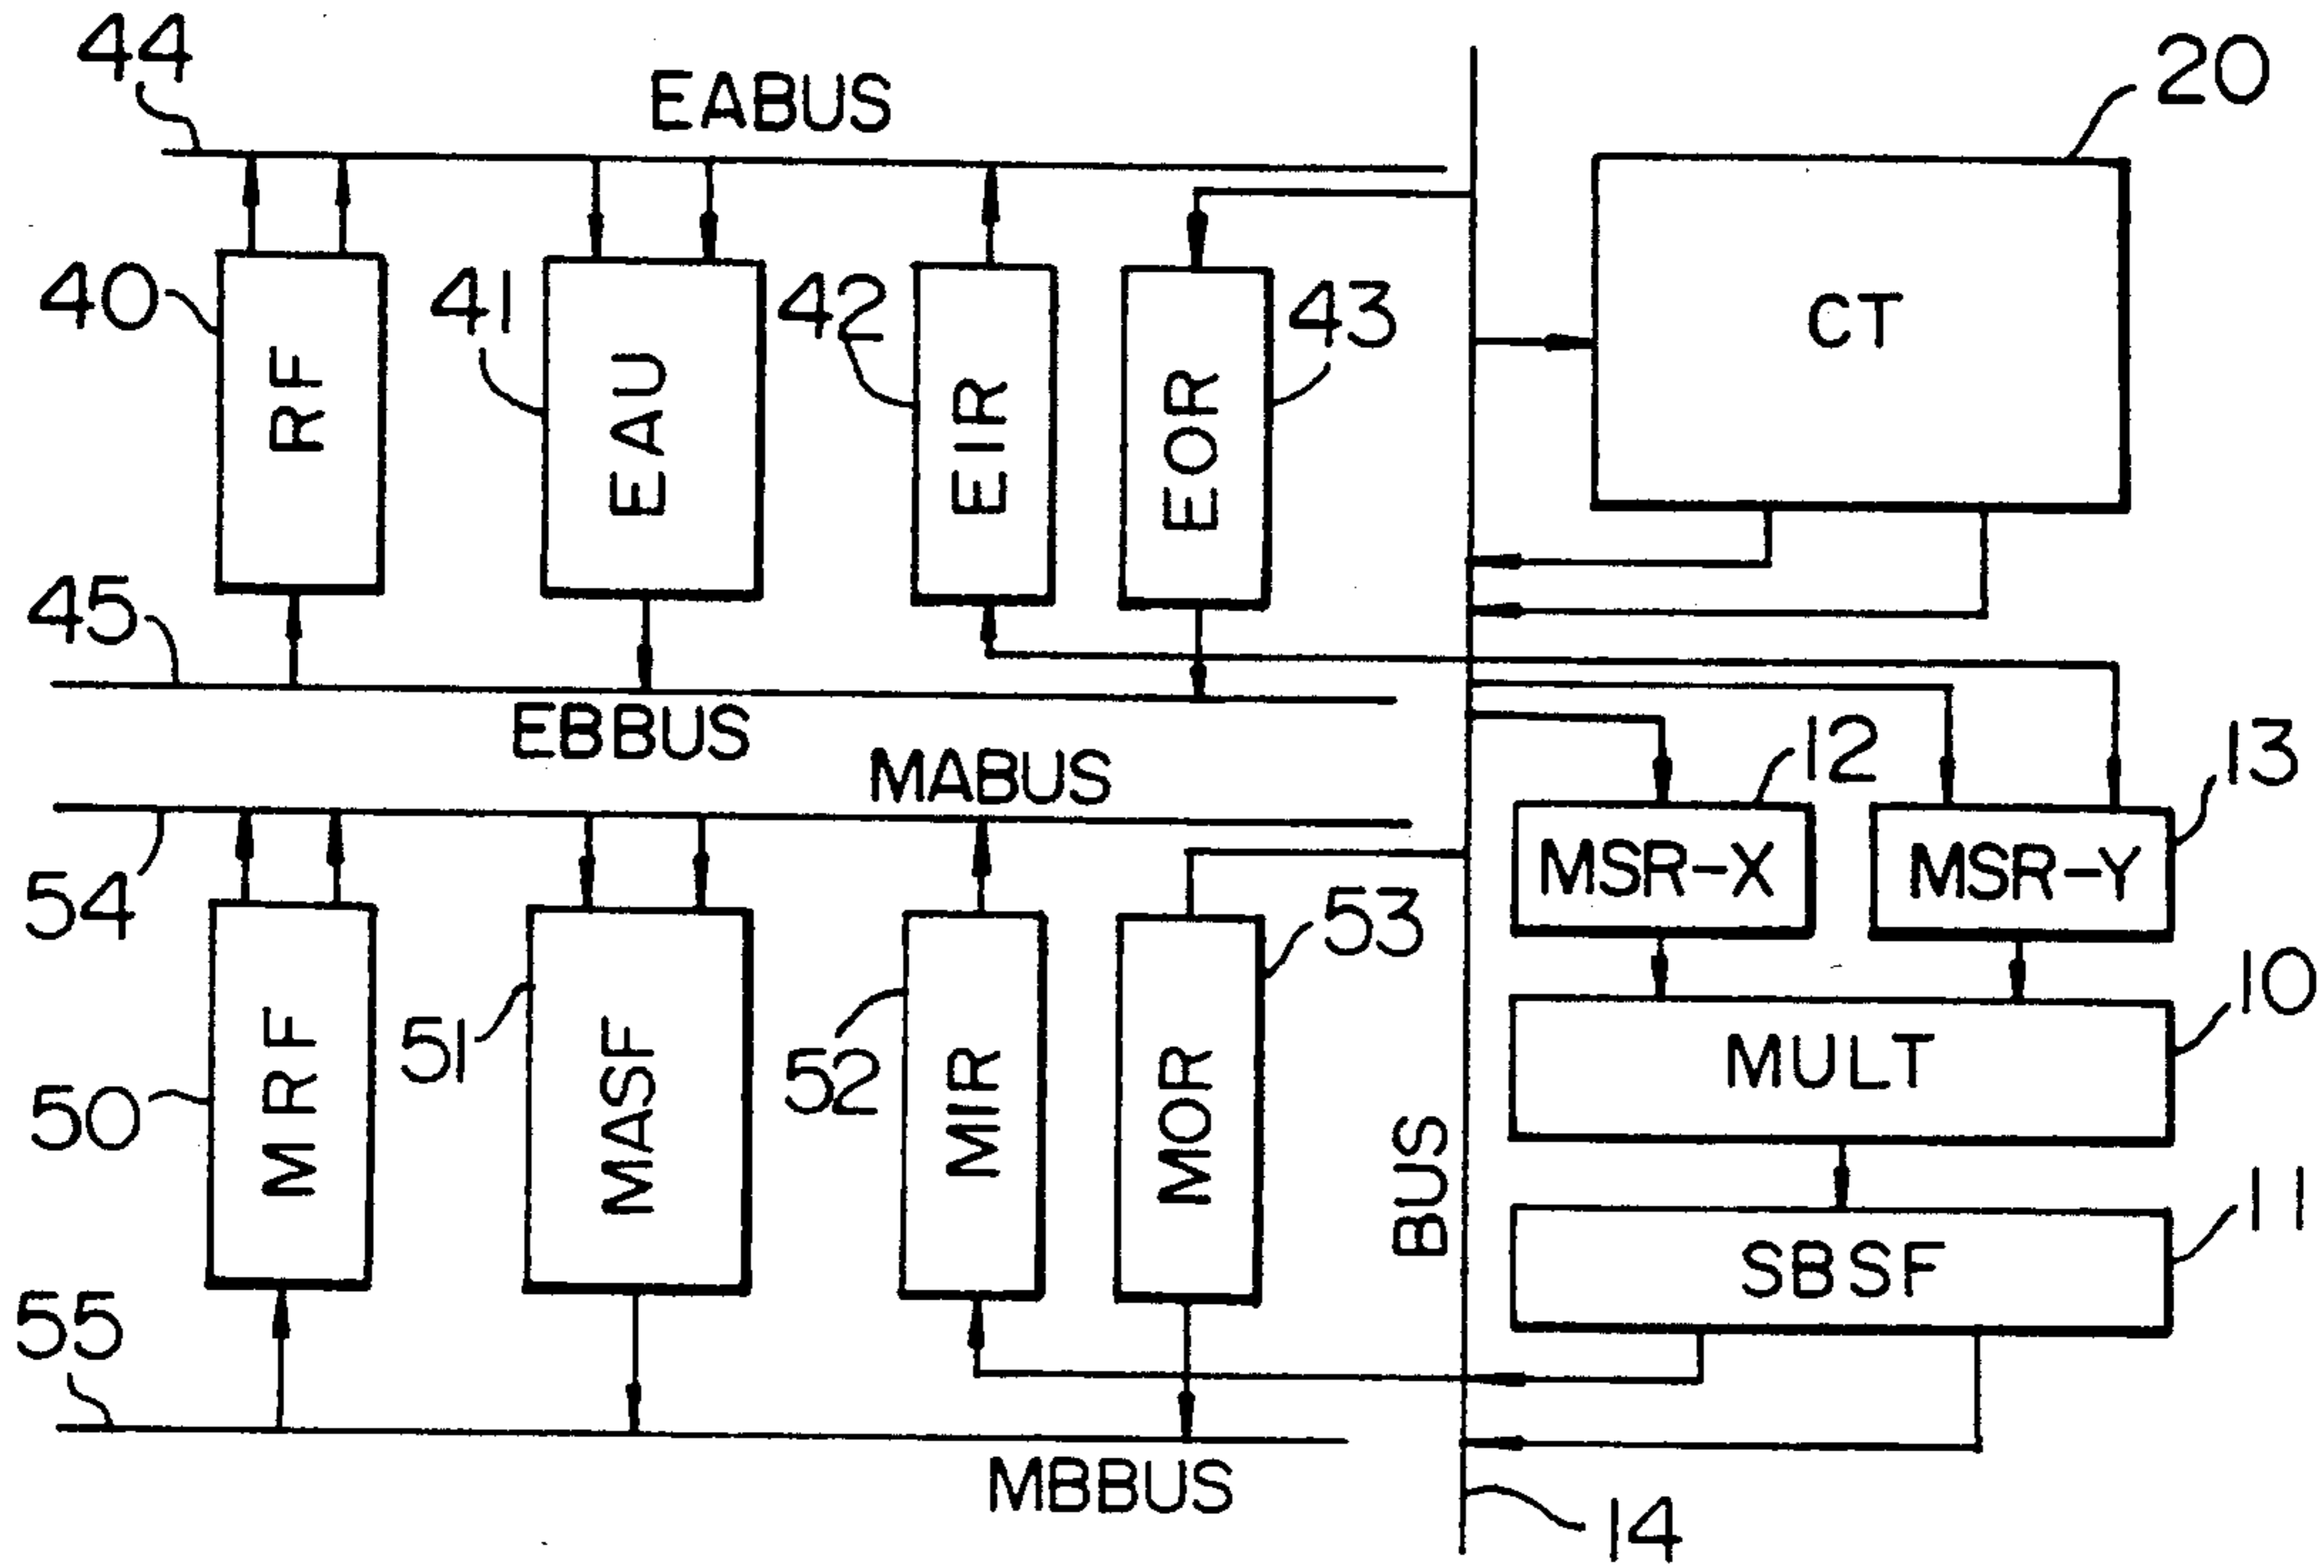 44
EABUS
20
40
RF
41
EAU
42
EIR
43
EOR
CT
45
EBBUS
MABUS
12
13
54
MSR-X
MSR-Y
50
MRF
51
MASF
52
MIR
53
MOR
BUS
10
MULT
11
SBSF
55
MBBUS
14